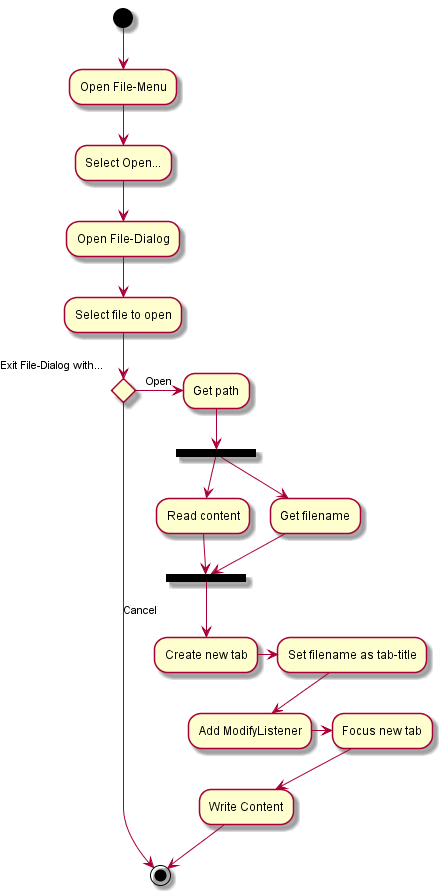 Open File-Menu
Select Open...
Open File-Dialog
Select file to open
Exit File-Dialog with...
Open
Get path
Read content
Get filename
Cancel
Create new tab
Set filename as tab-title
Add ModifyListener
Focus new tab
Write Content